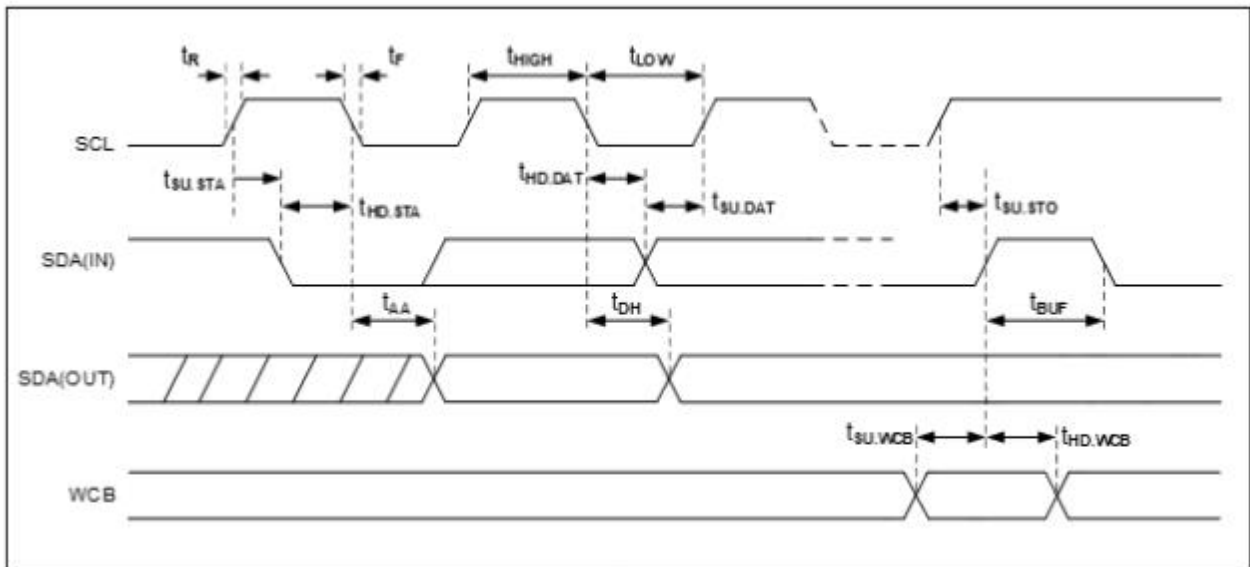 tR
tF
tHIGH
tLOW
SCL
tSU.STA
tHD.STA
tHD.DAT
tSU.DAT
tSU.STO
SDA(IN)
tAA
tDH
tBUF
SDA(OUT)
tSU.WCB
tHD.WCB
WCB